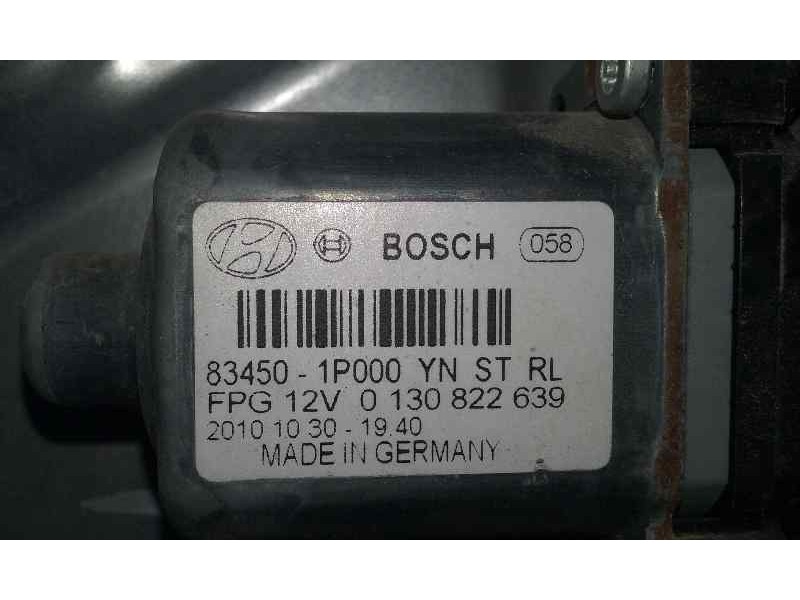 BOSCH 058
83450 - 1P000 YN ST RL
FPG 12V 0 130 822 639
2010 10 30 - 19.40
MADE IN GERMANY